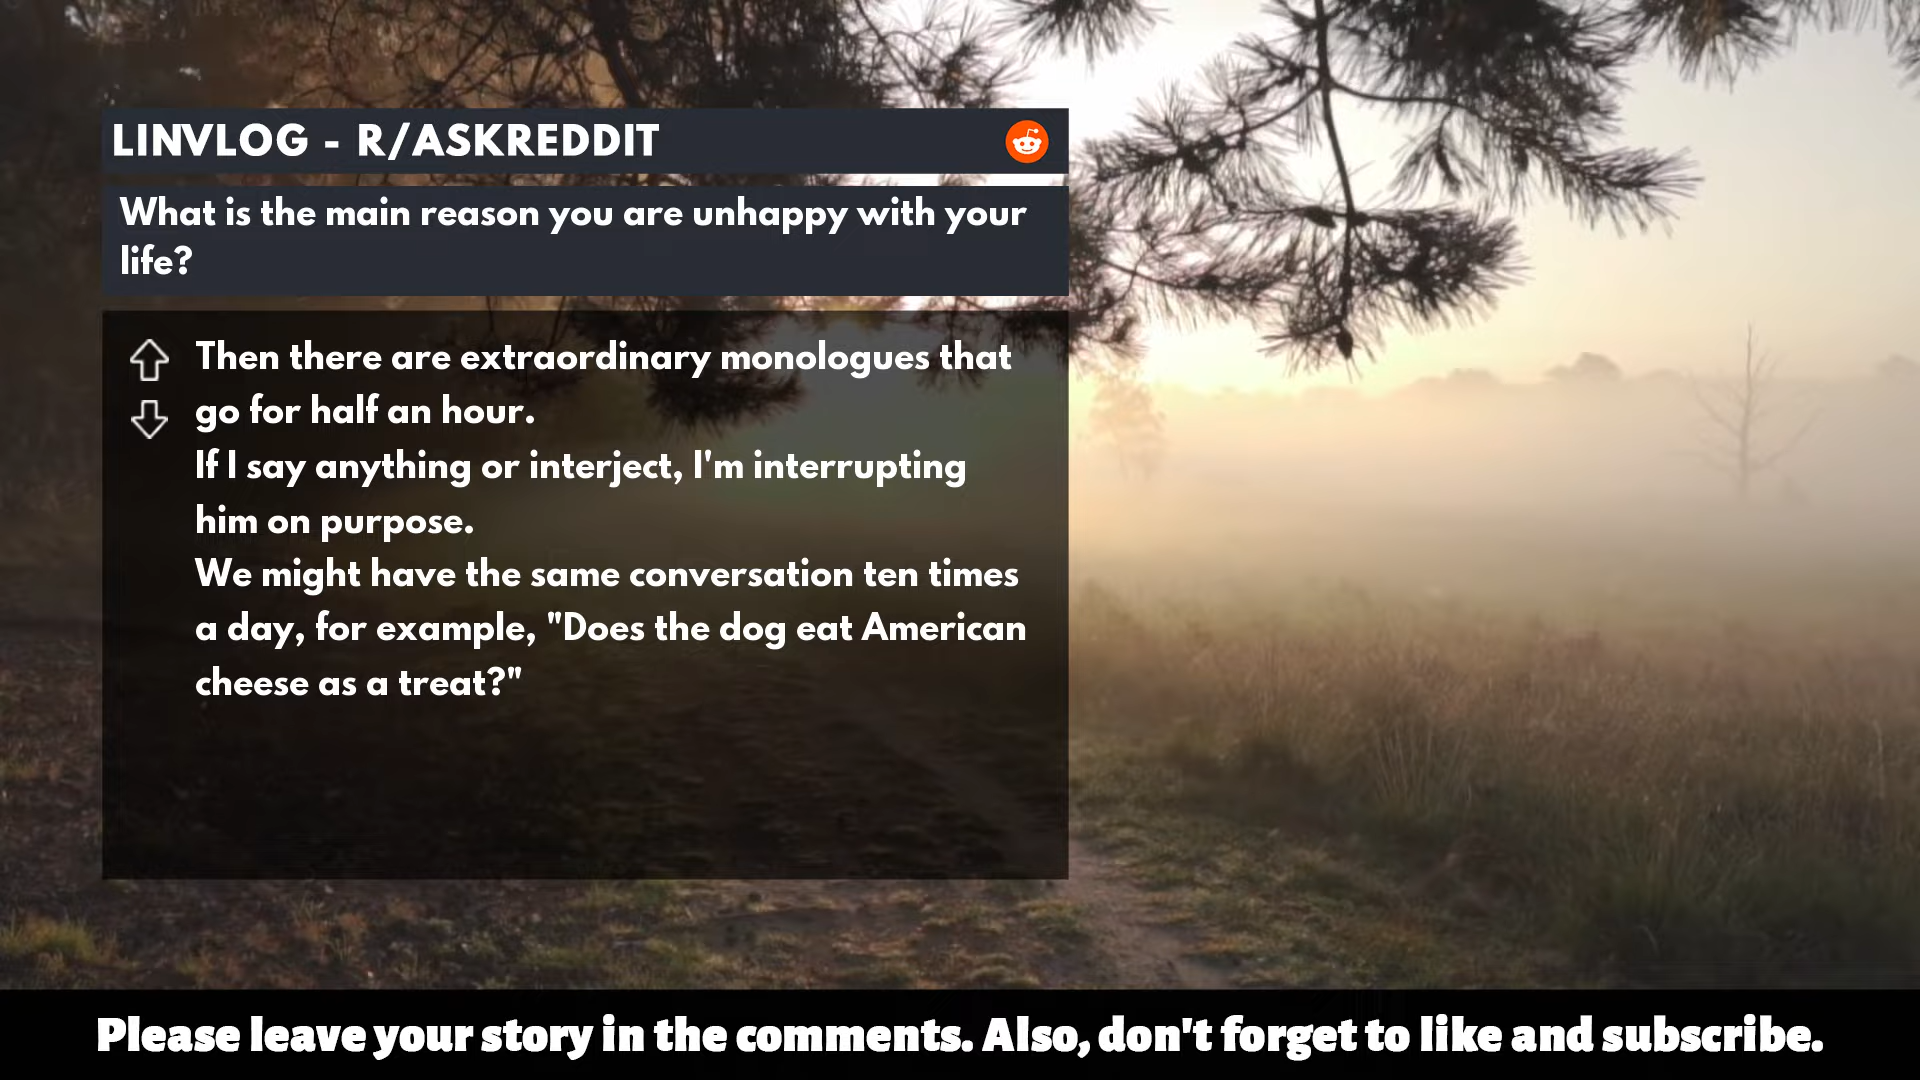 LINVLOG - R/ASKREDDIT
What is the main reason you are unhappy with your
life?
Then there are extraordinary monologues that
go for half an hour.
If I say anything or interject, I'm interrupting
him on purpose.
We might have the same conversation ten times
a day, for example, "Does the dog eat American
cheese as a treat?"
Please leave your story in the comments. Also, don't forget to like and subscribe.